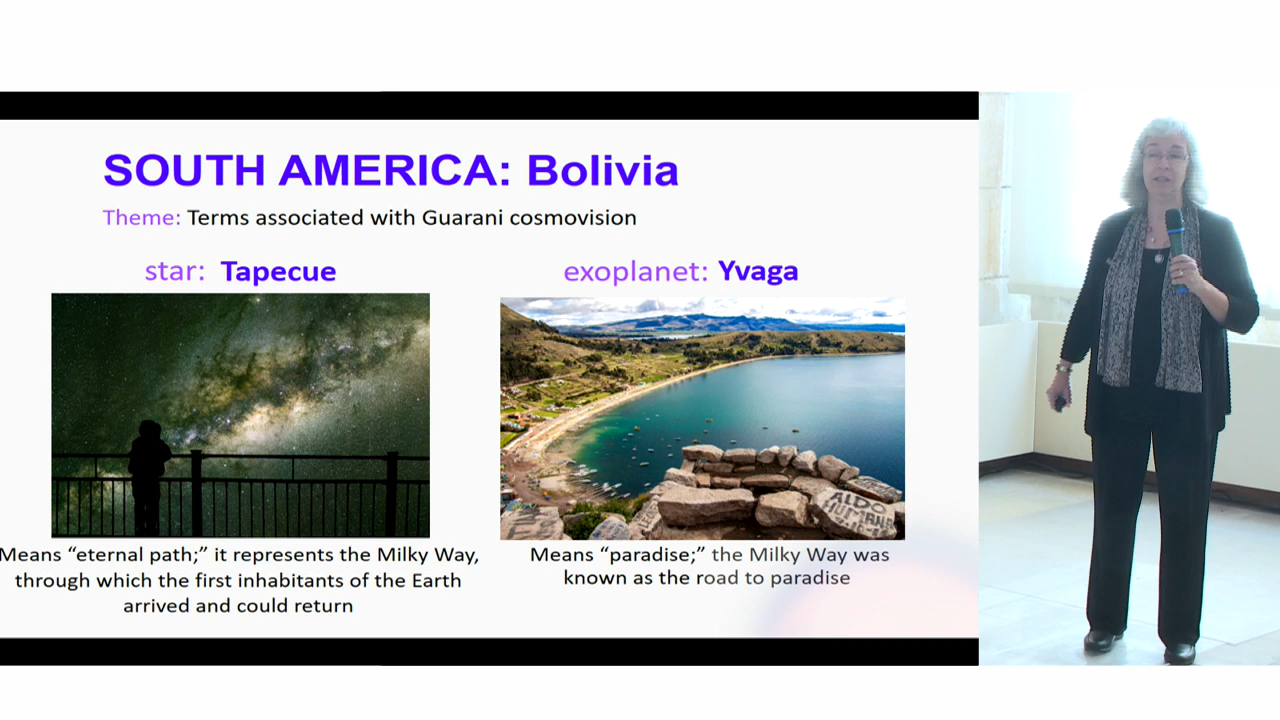 SOUTH AMERICA: Bolivia
Theme: Terms associated with Guarani cosmovision
star: Tapecue
exoplanet: Yvaga
ALDO
HUMANA
Means “eternal path;” it represents the Milky Way,
through which the first inhabitants of the Earth
arrived and could return
Means “paradise;” the Milky Way was
known as the road to paradise